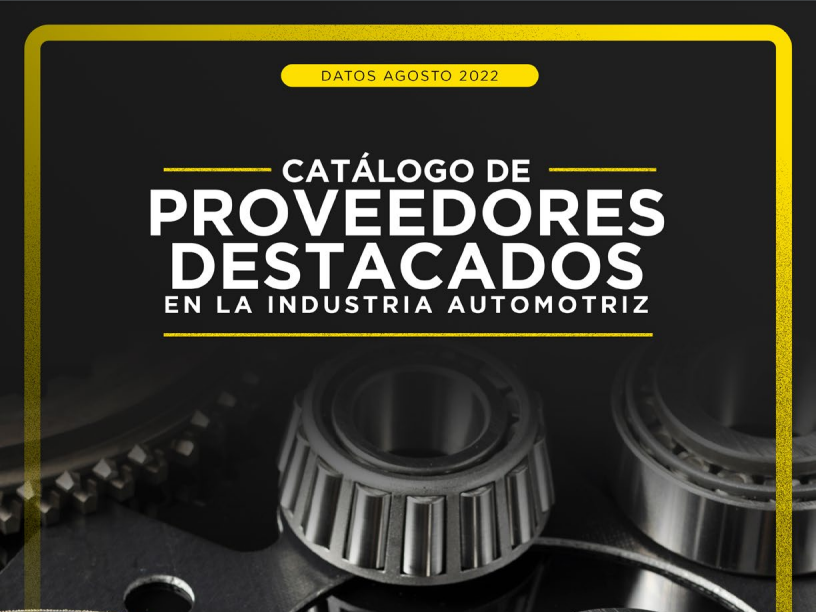 DATOS AGOSTO 2022
CATÁLOGO DE
PROVEEDORES
DESTACADOS
EN LA INDUSTRIA AUTOMOTRIZ